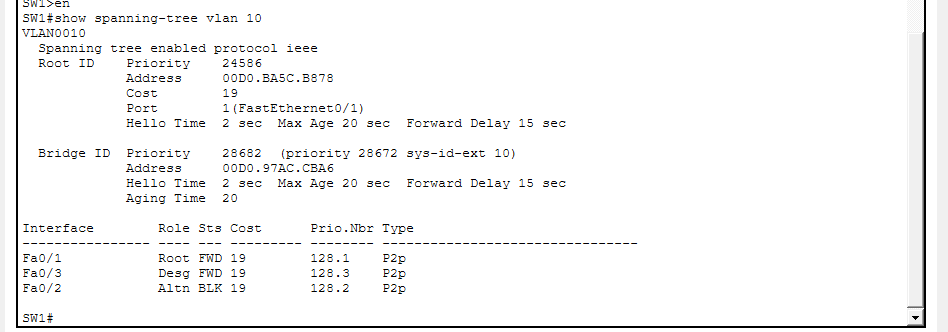 SW1>en
SW1#show spanning-tree vlan 10
VLAN0010
  Spanning tree enabled protocol ieee
  Root ID    Priority    24586
             Address     00D0.BA5C.B878
             Cost        19
             Port        1(FastEthernet0/1)
             Hello Time  2 sec  Max Age 20 sec  Forward Delay 15 sec

  Bridge ID  Priority    28682  (priority 28672 sys-id-ext 10)
             Address     00D0.97AC.CBA6
             Hello Time  2 sec  Max Age 20 sec  Forward Delay 15 sec
             Aging Time  20

Interface        Role Sts Cost      Prio.Nbr Type
---------------- ---- --- --------- -------- --------------------------------
Fa0/1            Root FWD 19        128.1    P2p
Fa0/3            Desg FWD 19        128.3    P2p
Fa0/2            Altn BLK 19        128.2    P2p

SW1#